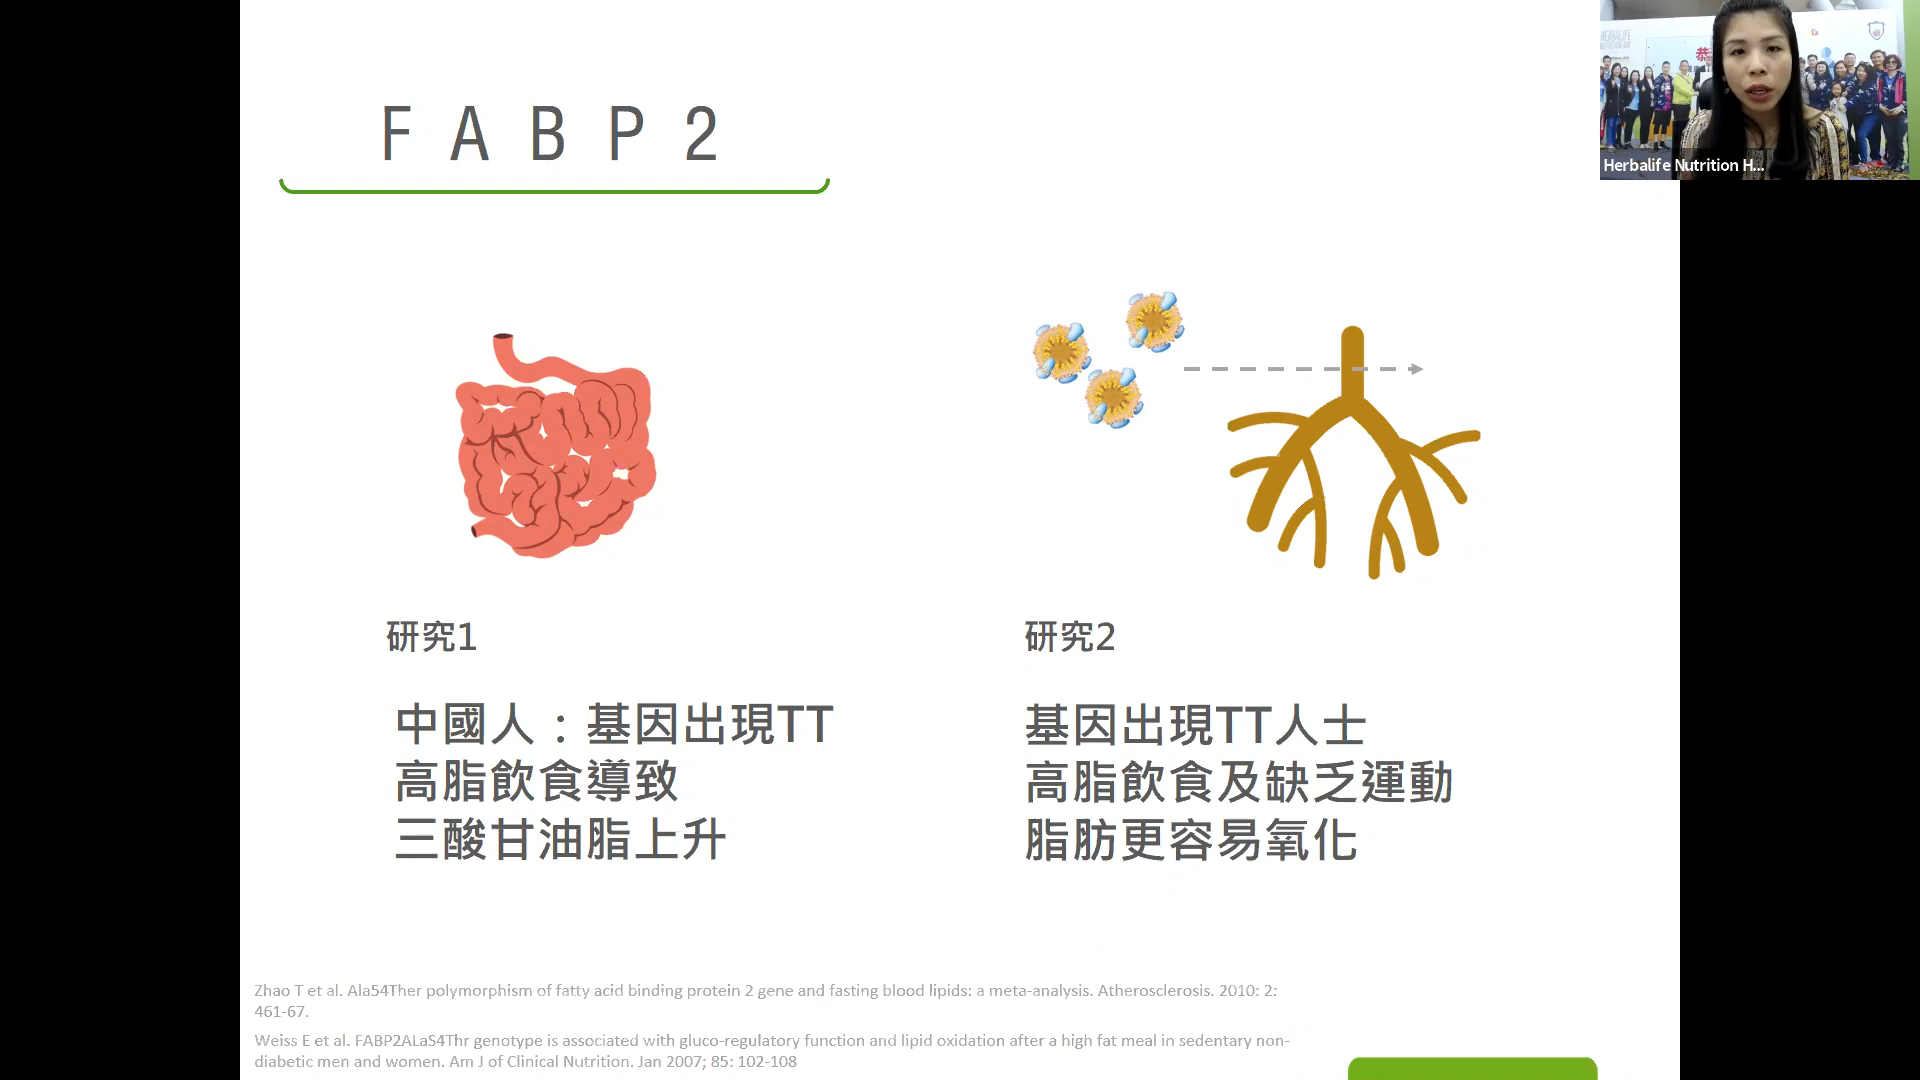 FABP2
HERBALIFE
Herbalife Nutrition H...
研究1
中國人：基因出現TT
高脂飲食導致
三酸甘油脂上升
研究2
基因出現TT人士
高脂飲食及缺乏運動
脂肪更容易氧化
Zhao T et al. Ala54Ther polymorphism of fatty acid binding protein 2 gene and fasting blood lipids: a meta-analysis. Atherosclerosis. 2010: 2:
461-67.
Weiss E et al. FABP2ALaS4Thr genotype is associated with gluco-regulatory function and lipid oxidation after a high fat meal in sedentary non-
diabetic men and women. Am J of Clinical Nutrition. Jan 2007; 85: 102-108